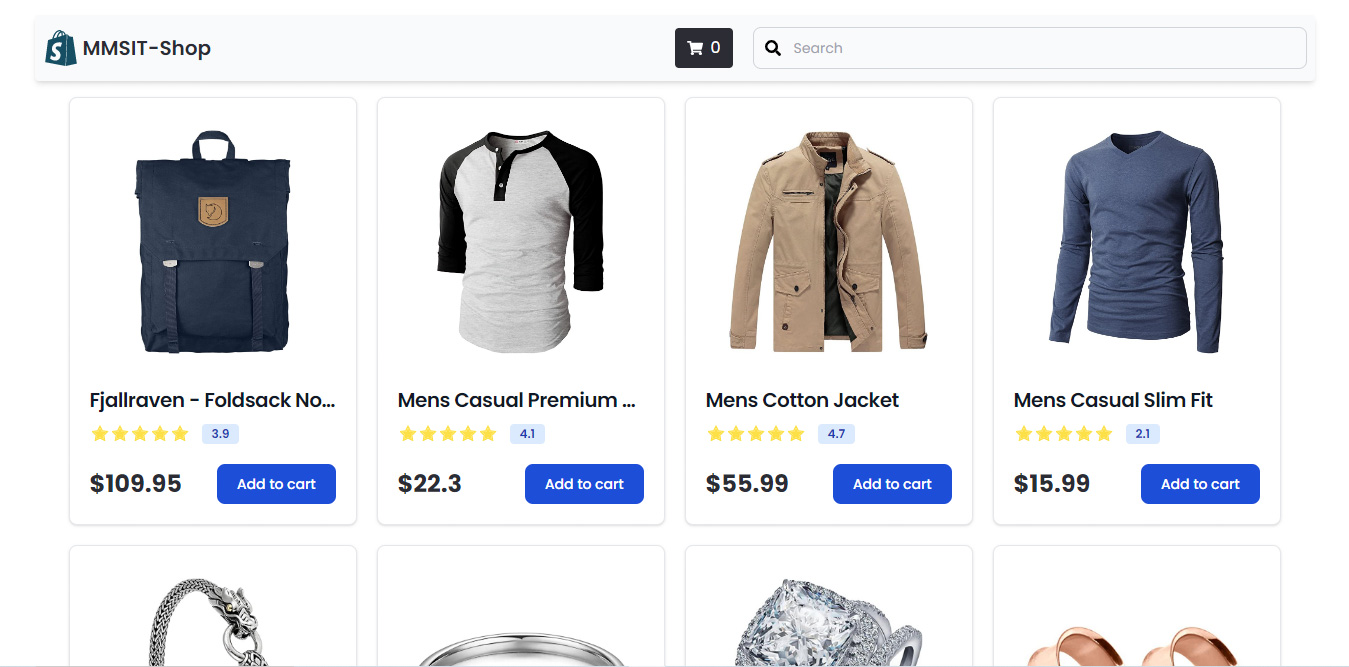 MMSIT-Shop
0
Search
Fjallraven - Foldsack No...
3.9
$109.95
Add to cart
Mens Casual Premium ...
4.1
$22.3
Add to cart
Mens Cotton Jacket
4.7
$55.99
Add to cart
Mens Casual Slim Fit
2.1
$15.99
Add to cart